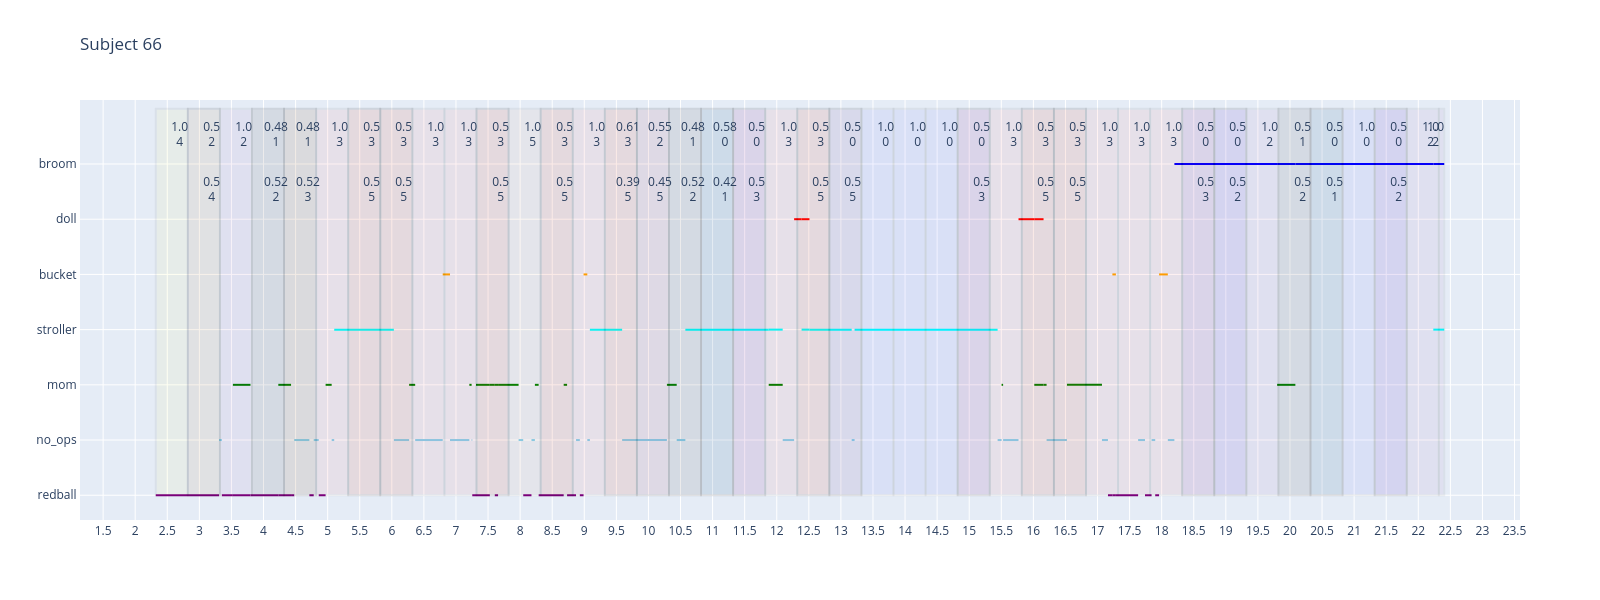 Subject 66
1.0 0.5 1.0 0.48 0.48 1.0 0.5 0.5 1.0 1.0 0.5 1.0 0.5 1.0 0.61 0.55 0.48 0.58 0.5 1.0 0.5 0.5 1.0 1.0 1.0 0.5 1.0 0.5 0.5 1.0 1.0 1.0 0.5 0.5 1.0 0.5 0.5 1.0 0.5
4 2 2 1 1 3 3 3 3 3 3 5 3 3 3 2 1 0 0 3 3 0 0 0 0 0 3 3 3 3 3 3 0 0 2 1 0 0 0
broom
0.5 0.52 0.52 0.5 0.5 0.5 0.5 0.39 0.45 0.52 0.42 0.5 0.5 0.5 0.5 0.5 0.5 0.5 0.5 0.5 0.5 0.5
4 2 3 5 5 5 5 5 5 2 1 3 5 5 3 5 5 3 2 2 1 2
doll
bucket
stroller
mom
no_ops
redball
1.5 2 2.5 3 3.5 4 4.5 5 5.5 6 6.5 7 7.5 8 8.5 9 9.5 10 10.5 11 11.5 12 12.5 13 13.5 14 14.5 15 15.5 16 16.5 17 17.5 18 18.5 19 19.5 20 20.5 21 21.5 22 22.5 23 23.5